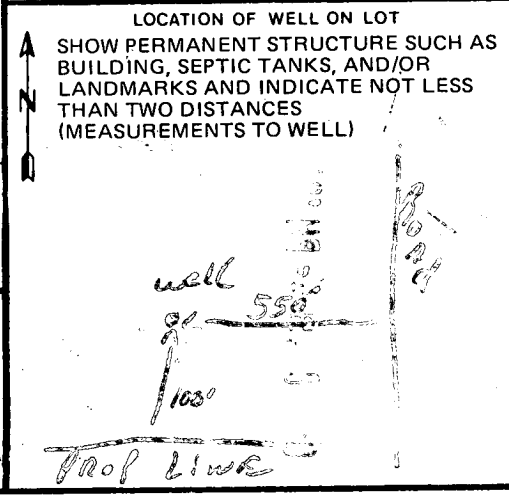 LOCATION OF WELL ON LOT
SHOW PERMANENT STRUCTURE SUCH AS
BUILDING, SEPTIC TANKS, AND/OR
LANDMARKS AND INDICATE NOT LESS
THAN TWO DISTANCES
(MEASUREMENTS TO WELL)
N
Road
well
550'
100'
Prop Line